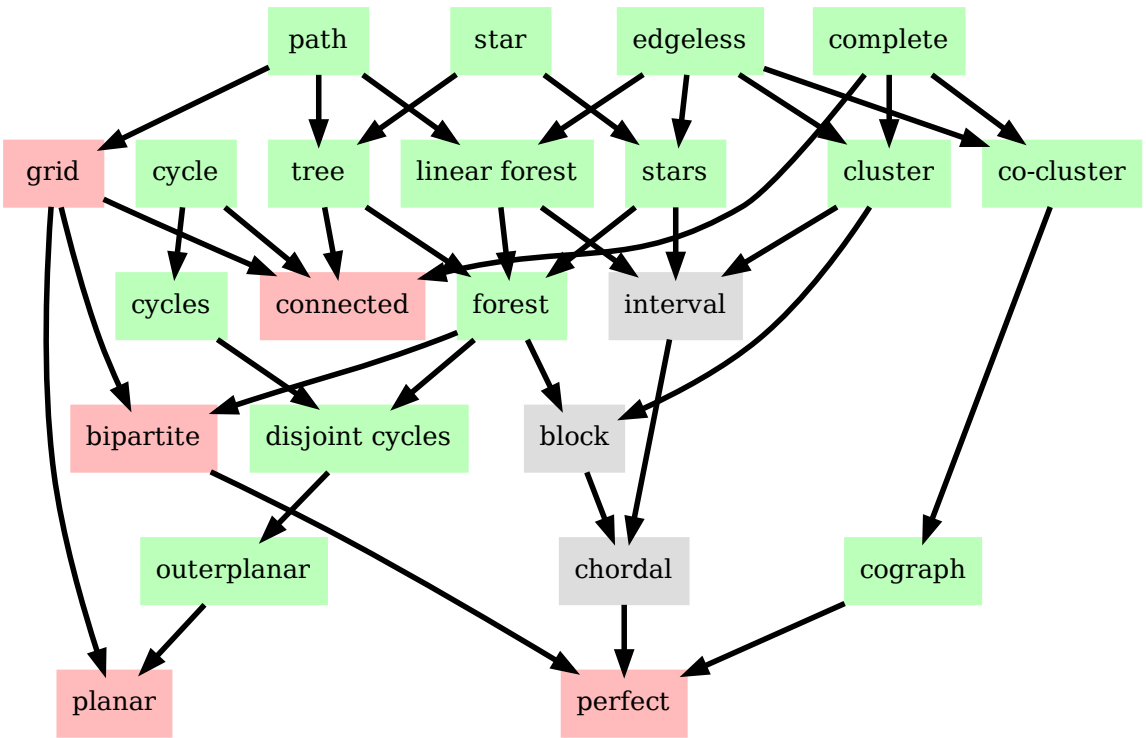 path
star
edgeless
complete
grid
cycle
tree
linear forest
stars
cluster
co-cluster
cycles
connected
forest
interval
bipartite
disjoint cycles
block
outerplanar
chordal
cograph
planar
perfect